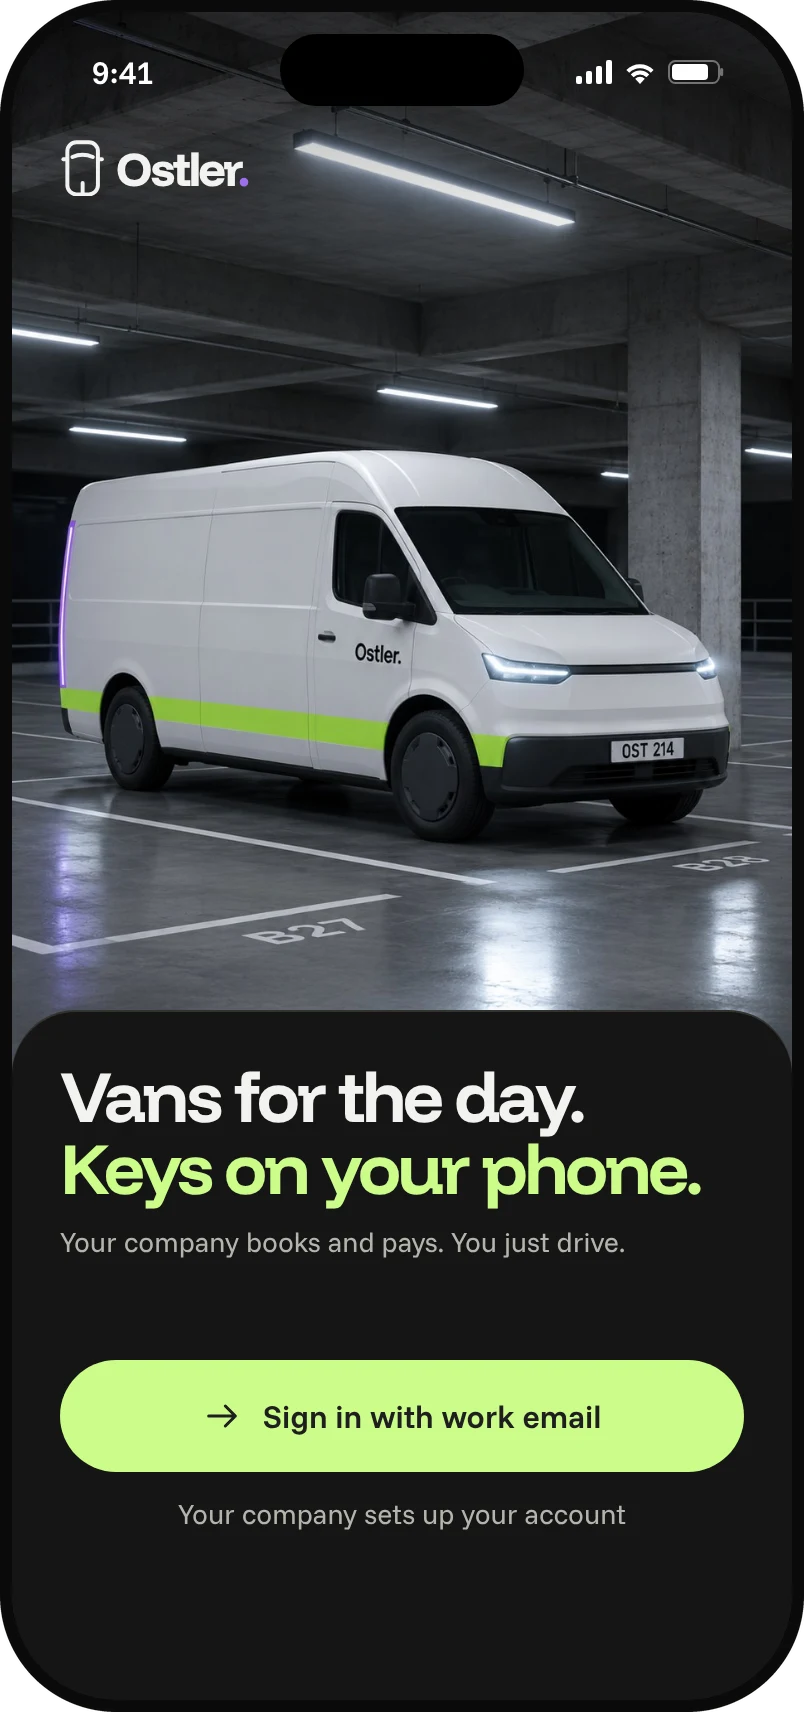 9:41
Ostler.
Ostler.
OST 214
B28
B27
Vans for the day.
Keys on your phone.
Your company books and pays. You just drive.
Sign in with work email
Your company sets up your account